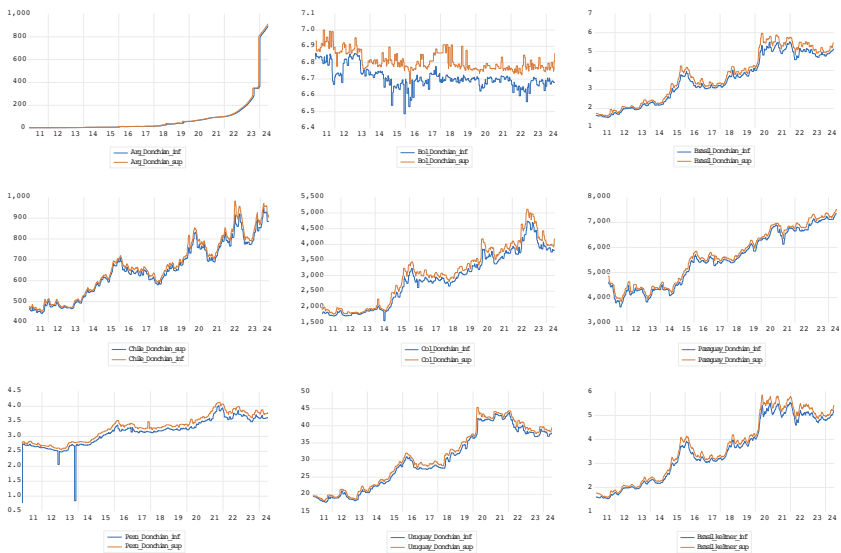 1,000
800
600
400
200
0
11 12 13 14 15 16 17 18 19 20 21 22 23 24
Arg_Donchian_inf
Arg_Donchian_sup
7.1
7.0
6.9
6.8
6.7
6.6
6.5
6.4
11 12 13 14 15 16 17 18 19 20 21 22 23 24
Bol_Donchian_inf
Bol_Donchian_sup
7
6
5
4
3
2
1
11 12 13 14 15 16 17 18 19 20 21 22 23 24
Brasil_Donchian_inf
Brasil_Donchian_sup
1,000
900
800
700
600
500
400
11 12 13 14 15 16 17 18 19 20 21 22 23 24
Chile_Donchian_sup
Chile_Donchian_inf
5,500
5,000
4,500
4,000
3,500
3,000
2,500
2,000
1,500
11 12 13 14 15 16 17 18 19 20 21 22 23 24
Col_Donchian_inf
Col_Donchian_sup
8,000
7,000
6,000
5,000
4,000
3,000
11 12 13 14 15 16 17 18 19 20 21 22 23 24
Paraguay_Donchian_inf
Paraguay_Donchian_sup
4.5
4.0
3.5
3.0
2.5
2.0
1.5
1.0
0.5
11 12 13 14 15 16 17 18 19 20 21 22 23 24
Peru_Donchian_inf
Peru_Donchian_sup
50
45
40
35
30
25
20
15
11 12 13 14 15 16 17 18 19 20 21 22 23 24
Uruguay_Donchian_inf
Uruguay_Donchian_sup
6
5
4
3
2
1
11 12 13 14 15 16 17 18 19 20 21 22 23 24
Brasil_keltner_inf
Brasil_keltner_sup